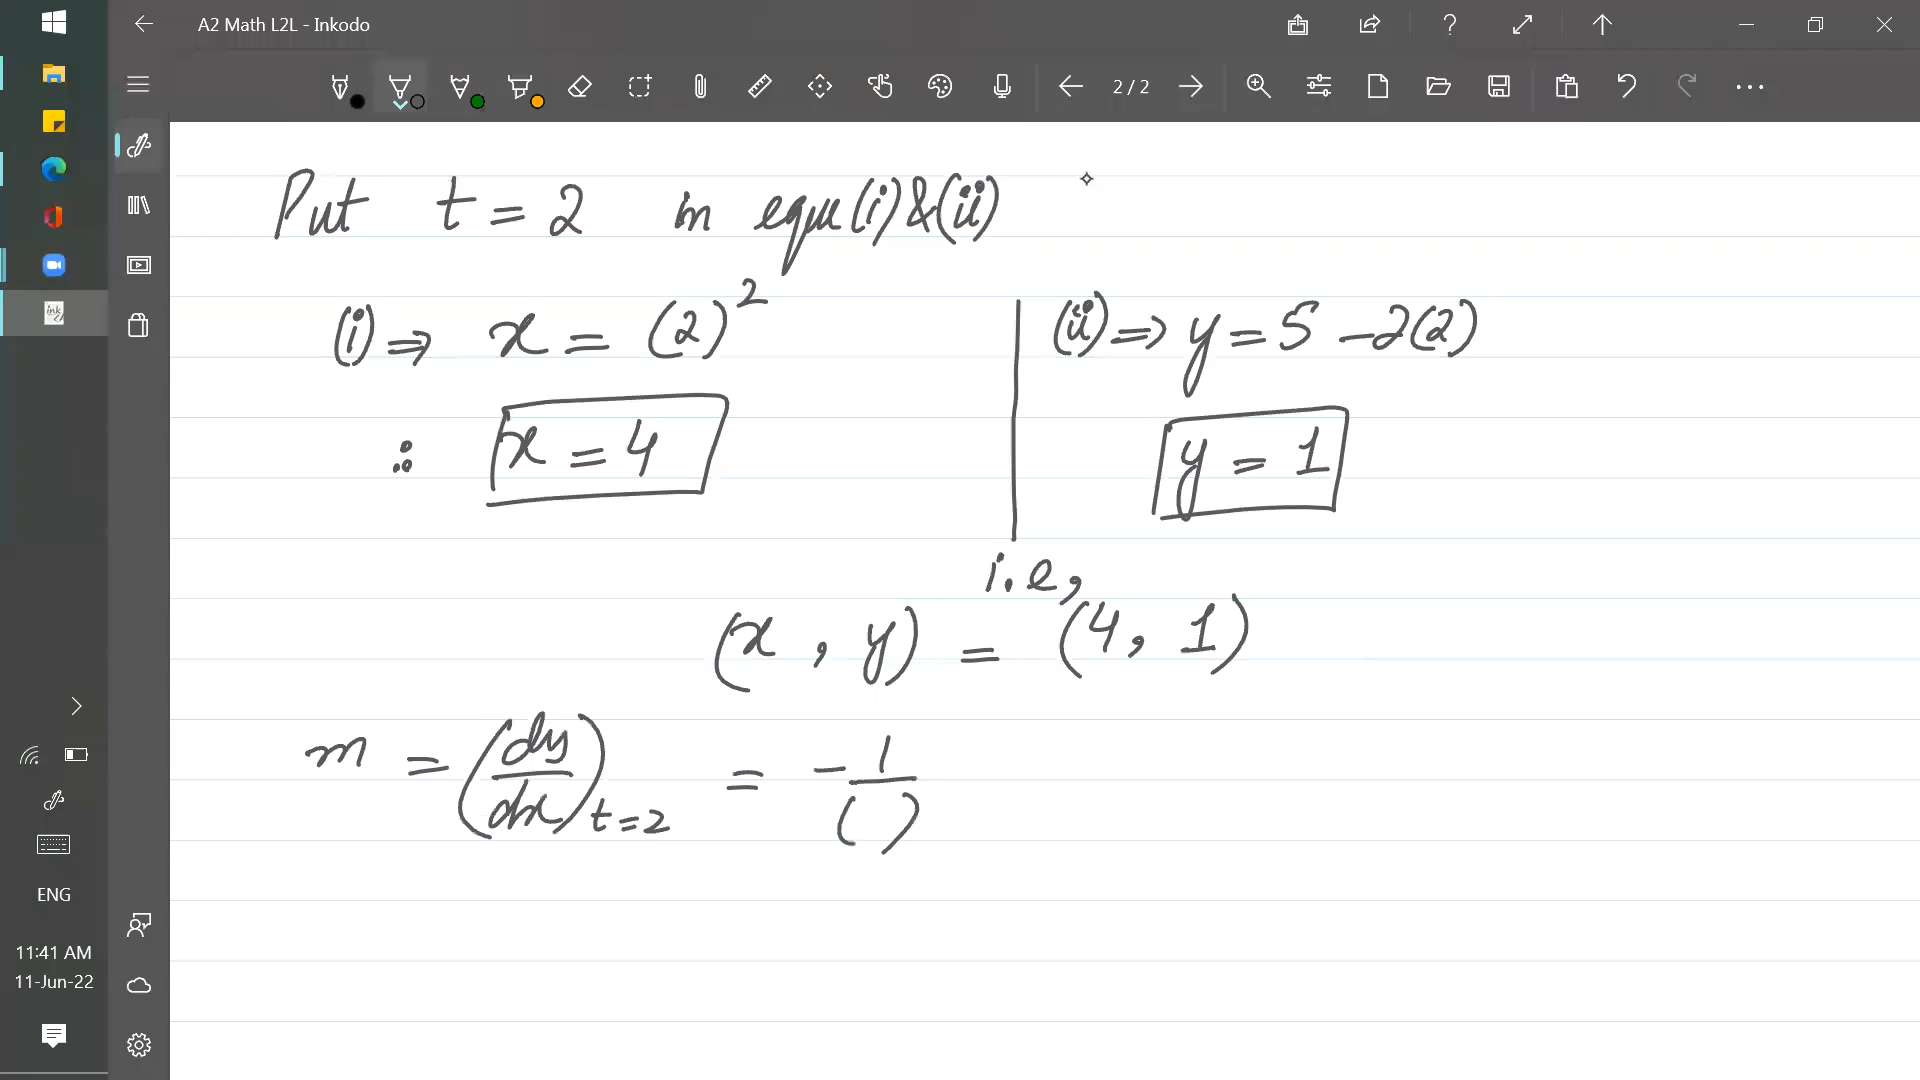 A2 Math L2L - Inkodo
2 / 2
Put t = 2 in equ(i)&(ii)
(i) ⇒ x = (2)²
(ii) ⇒ y = 5 - 2(2)
∴ x = 4
y = 1
i.e,
(x , y) = (4, 1)
m = (dy/dx)t=2 = - 1/( )
ENG
11:41 AM
11-Jun-22